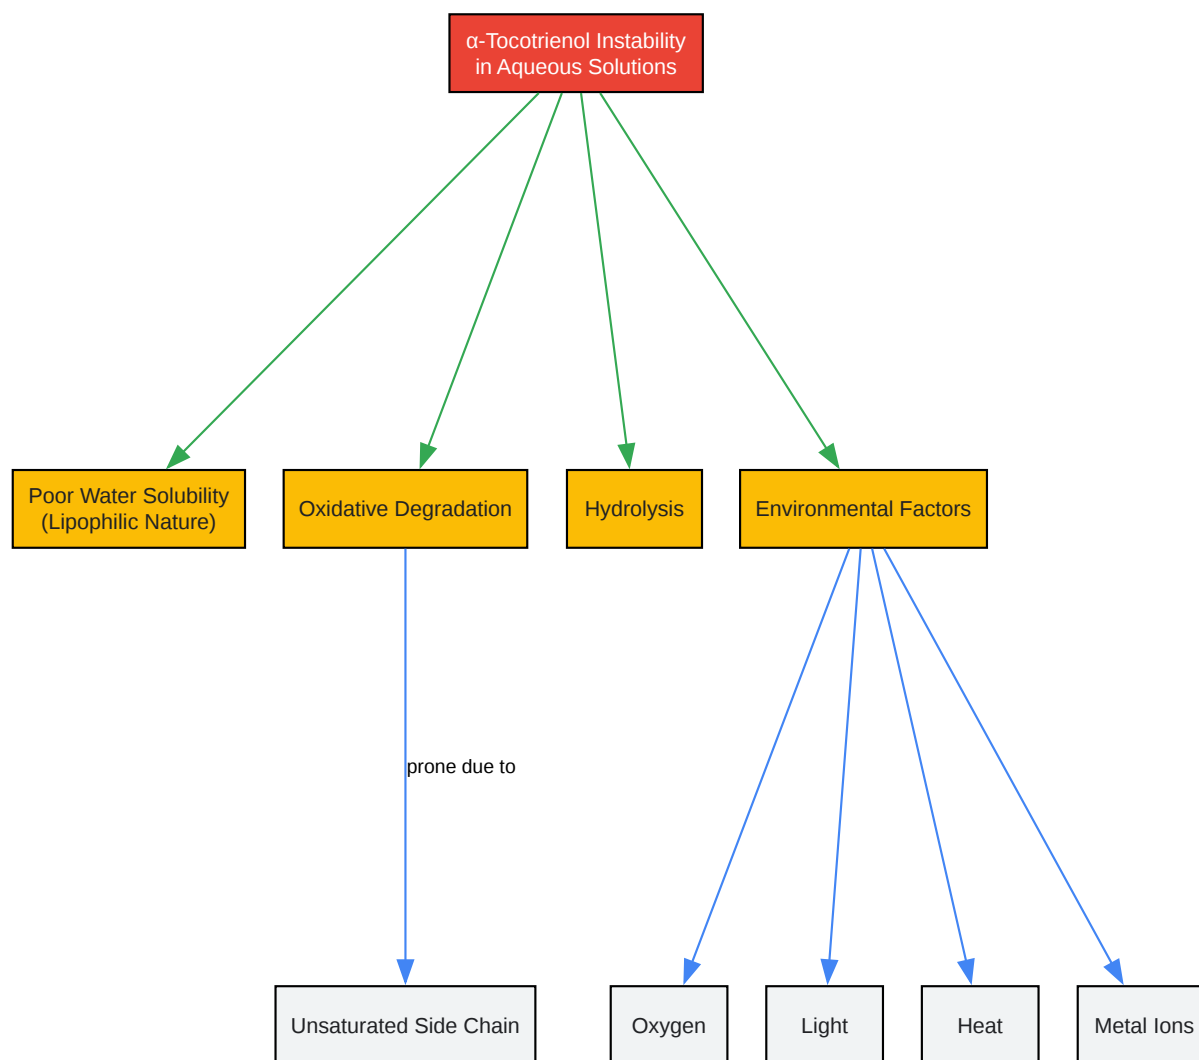 α-Tocotrienol Instability
in Aqueous Solutions
Poor Water Solubility
(Lipophilic Nature)
Oxidative Degradation
Hydrolysis
Environmental Factors
prone due to
Unsaturated Side Chain
Oxygen
Light
Heat
Metal Ions